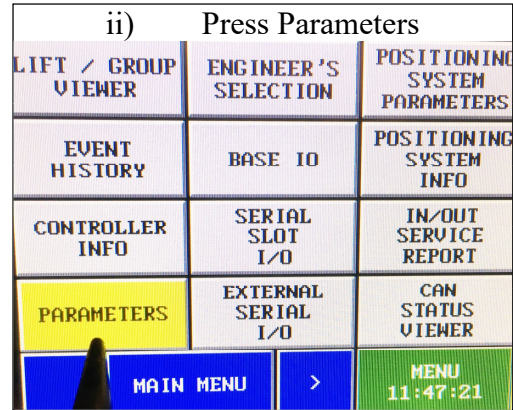 ii) Press Parameters
LIFT / GROUP
VIEWER
ENGINEER'S
SELECTION
POSITIONING
SYSTEM
PARAMETERS
EVENT
HISTORY
BASE IO
POSITIONING
SYSTEM
INFO
CONTROLLER
INFO
SERIAL
SLOT
I/O
IN/OUT
SERVICE
REPORT
PARAMETERS
EXTERNAL
SERIAL
I/O
CAN
STATUS
VIEWER
MAIN MENU
>
MENU
11:47:21